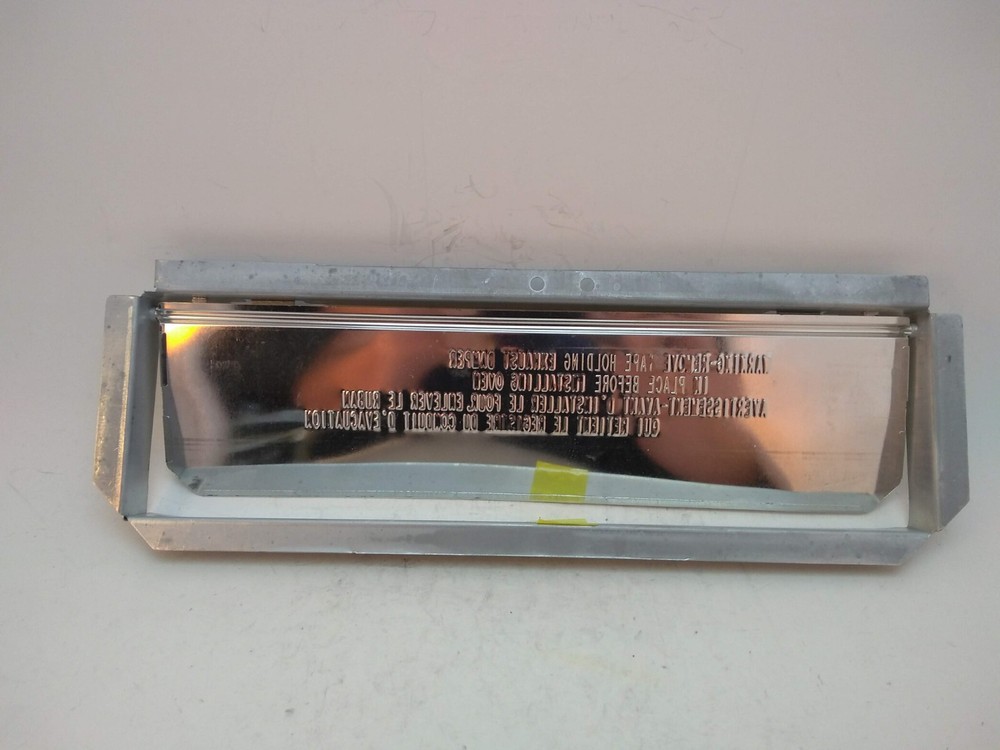 WARNING-REMOVE TAPE HOLDING EXHAUST DAMPER
IN PLACE BEFORE INSTALLING OVEN
AVERTISSEMENT-AVANT D'INSTALLER LE FOUR, ENLEVER LE RUBAN
QUI RETIENT LE REGISTRE DU CONDUIT D'EVACUATION